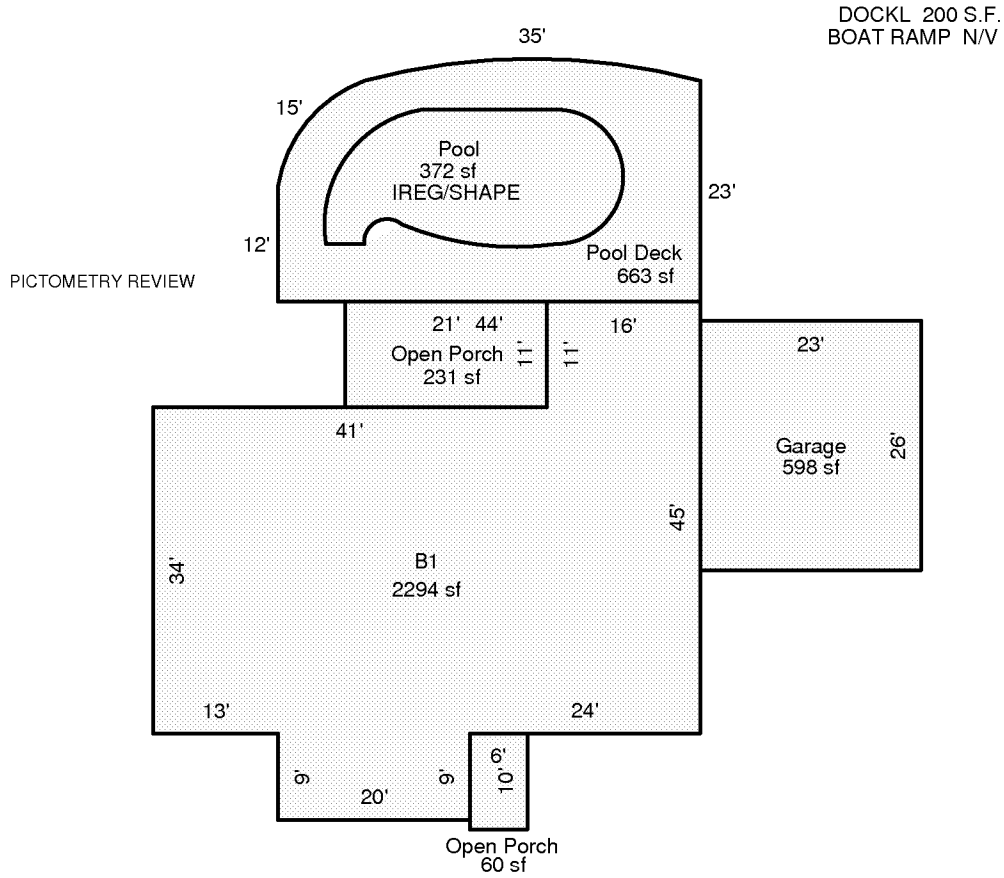 DOCKL 200 S.F.
BOAT RAMP N/V
35'
15'
Pool
372 sf
IREG/SHAPE
23'
12'
Pool Deck
663 sf
PICTOMETRY REVIEW
21' 44'
16'
11'
11'
Open Porch
231 sf
23'
41'
Garage
598 sf
26'
45'
34'
B1
2294 sf
13'
24'
9'
20'
9'
6'
10'
Open Porch
60 sf